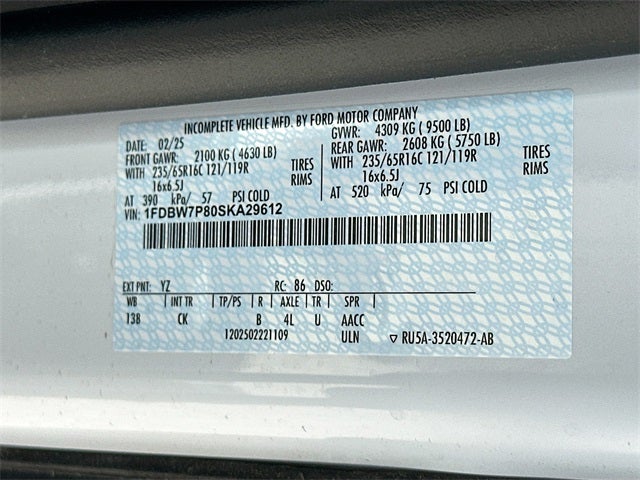 INCOMPLETE VEHICLE MFD. BY FORD MOTOR COMPANY
DATE: 02/25 GVWR: 4309 KG ( 9500 LB)
FRONT GAWR: 2100 KG ( 4630 LB) REAR GAWR: 2608 KG ( 5750 LB)
WITH 235/65R16C 121/119R TIRES WITH 235/65R16C 121/119R TIRES
16x6.5J RIMS 16x6.5J RIMS
AT 390 kPa/ 57 PSI COLD AT 520 kPa/ 75 PSI COLD
VIN: 1FDBW7P80SKA29612
EXT PNT: YZ RC: 86 DSO:
WB INT TR TP/PS R AXLE TR SPR
13B CK B 4L U AACC
1202502221109 ULN ▽ RU5A-3520472-AB